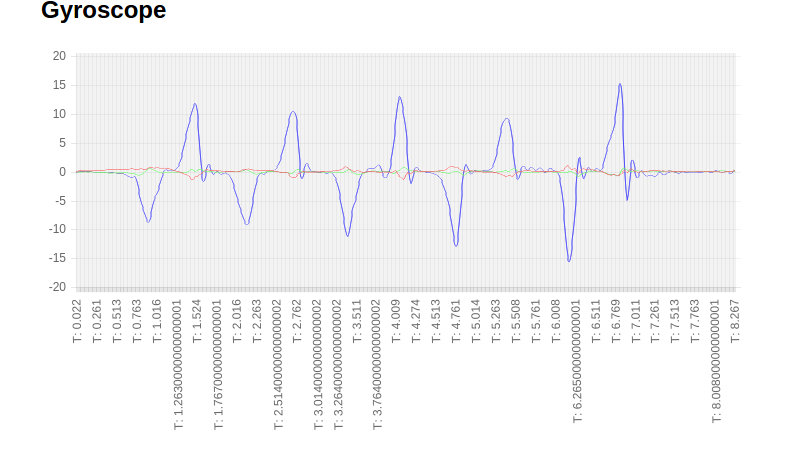 Gyroscope
20
15
10
5
0
-5
-10
-15
-20
T: 0.022
T: 0.261
T: 0.513
T: 0.763
T: 1.016
T: 1.2630000000000001
T: 1.524
T: 1.7670000000000001
T: 2.016
T: 2.263
T: 2.5140000000000002
T: 2.762
T: 3.0140000000000002
T: 3.2640000000000002
T: 3.511
T: 3.7640000000000002
T: 4.009
T: 4.274
T: 4.513
T: 4.761
T: 5.014
T: 5.263
T: 5.508
T: 5.761
T: 6.008
T: 6.265000000000001
T: 6.511
T: 6.769
T: 7.011
T: 7.261
T: 7.513
T: 7.763
T: 8.008000000000001
T: 8.267